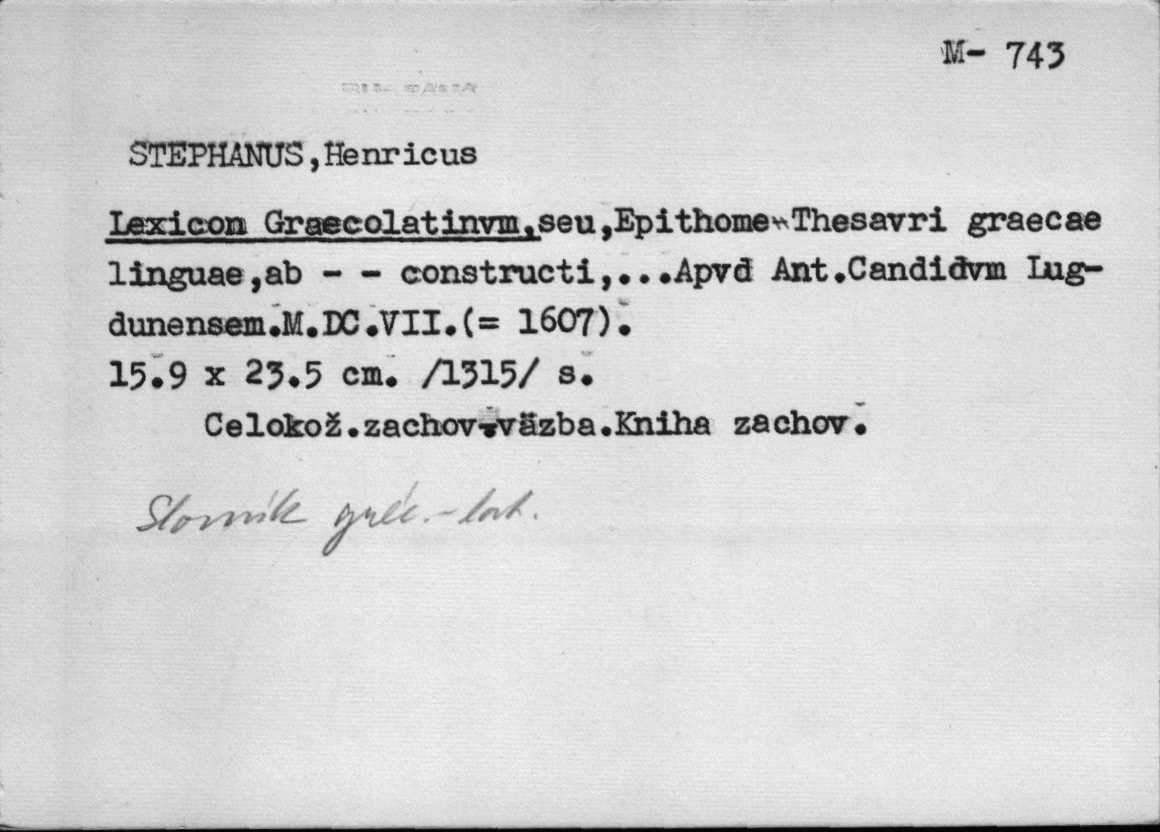 M- 743
STEPHANUS,Henricus
Lexicon Graecolatinvm,seu,Epithome Thesavri graecae
linguae,ab - - constructi,...Apvd Ant.Candidvm Lug-
dunensem.M.DC.VII.(= 1607).
15.9 x 23.5 cm. /1315/ s.
Celokož.zachov.väzba.Kniha zachov.
Slovník gréc.-lat.